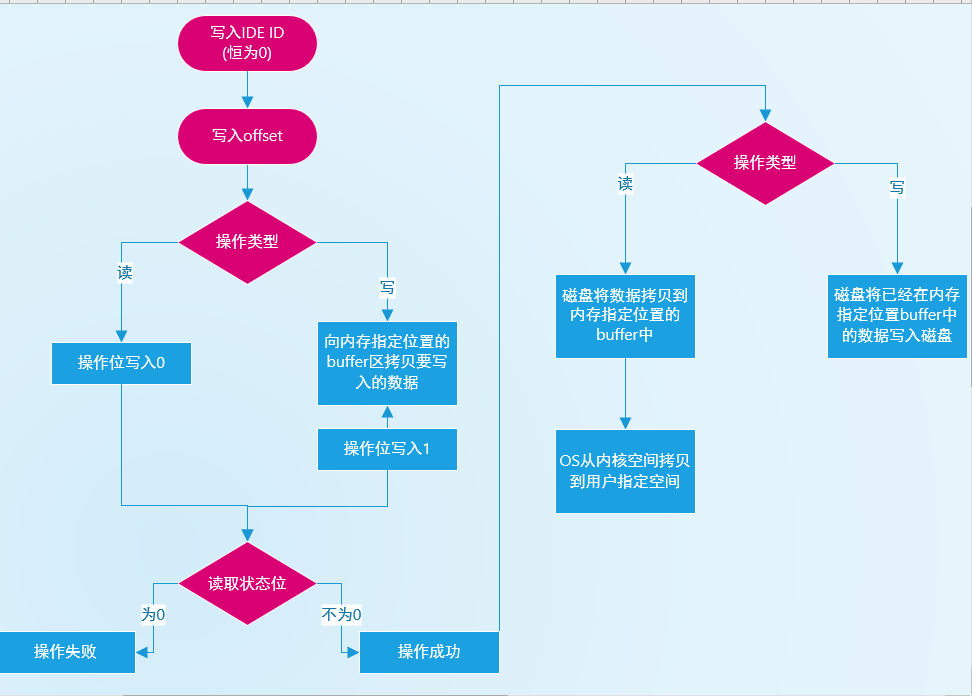 写入IDE ID
(恒为0)
写入offset
操作类型
读
写
操作位写入0
向内存指定位置的
buffer区拷贝要写
入的数据
操作位写入1
读取状态位
为0
不为0
操作失败
操作成功
操作类型
读
写
磁盘将数据拷贝到
内存指定位置的
buffer中
磁盘将已经在内存
指定位置buffer中
的数据写入磁盘
OS从内核空间拷贝
到用户指定空间